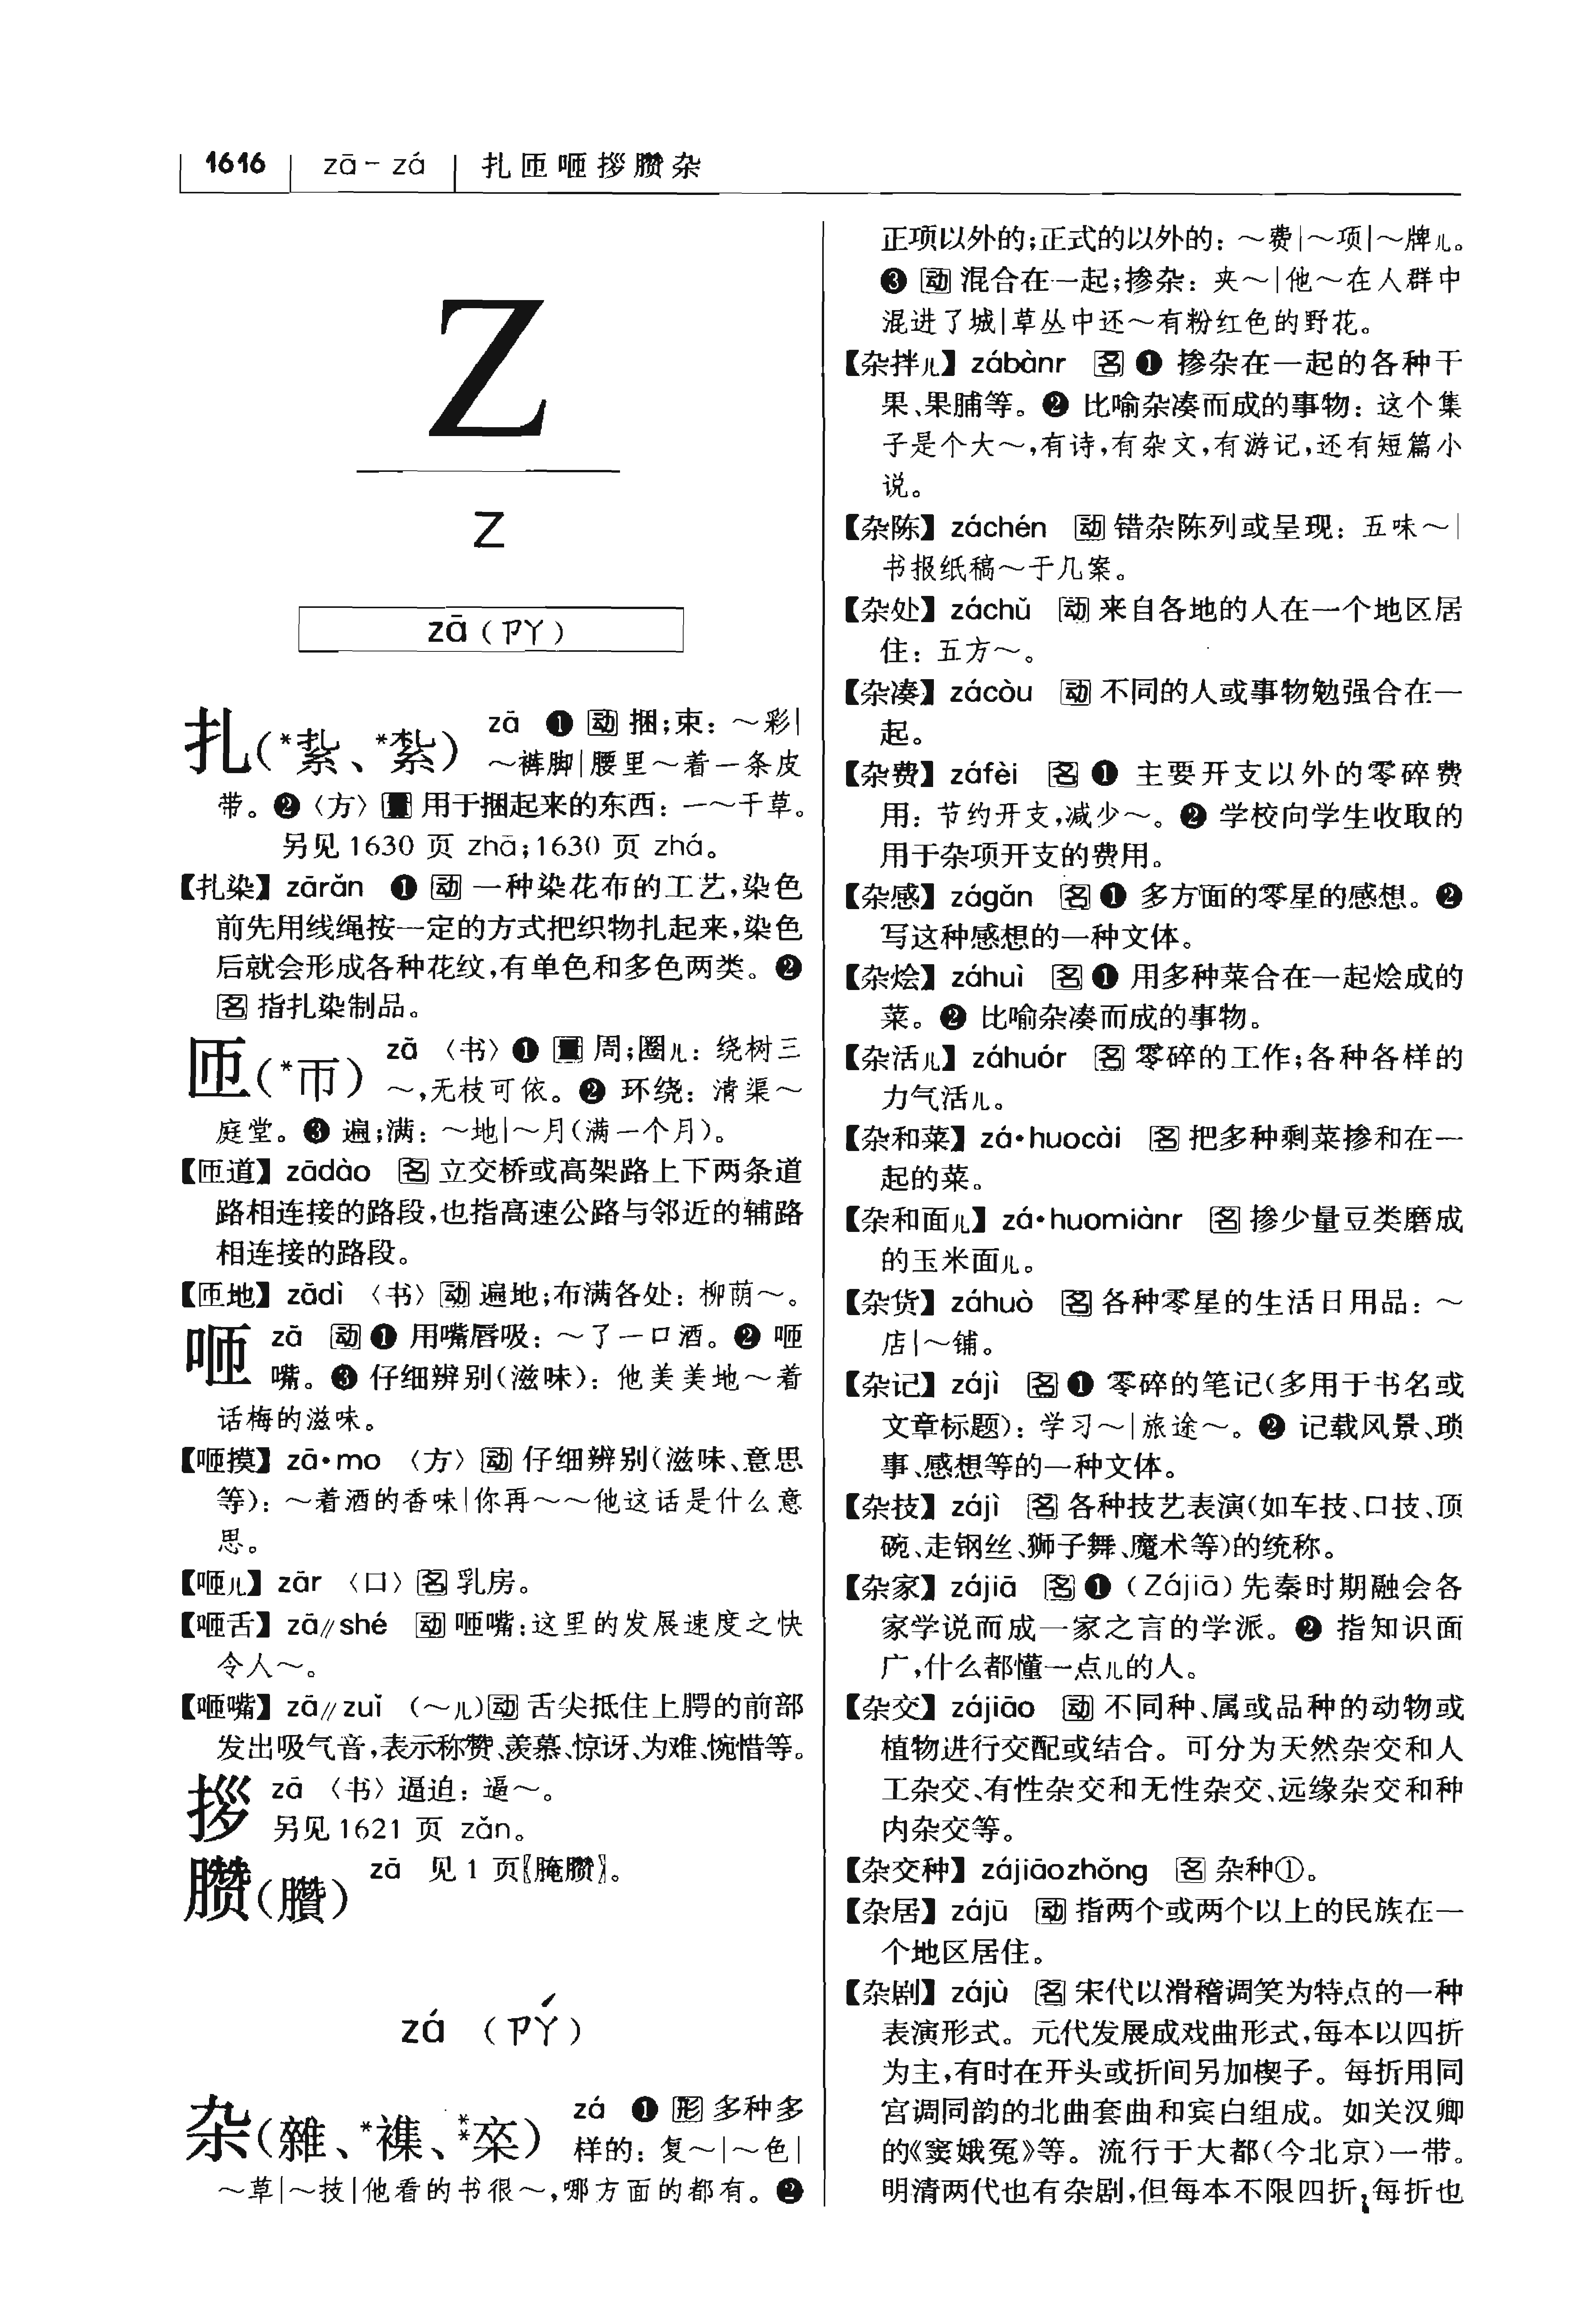 1616 zā－zá 扎匝咂拶臜杂
Z
z
zā（ㄗㄚ）
扎(*紥、*紮) zā ❶ 动 捆;束：～彩|
～裤脚|腰里～着一条皮
带。❷〈方〉量 用于捆起来的东西：一～干草。
另见 1630 页 zhā;1630 页 zhá。
【扎染】zārǎn ❶ 动 一种染花布的工艺,染色
前先用线绳按一定的方式把织物扎起来,染色
后就会形成各种花纹,有单色和多色两类。❷
名 指扎染制品。
匝(*帀) zā 〈书〉❶ 量 周;圈儿：绕树三
～,无枝可依。❷ 环绕：清渠～
庭堂。❸ 遍;满：～地|～月(满一个月)。
【匝道】zādào 名 立交桥或高架路上下两条道
路相连接的路段,也指高速公路与邻近的辅路
相连接的路段。
【匝地】zādì 〈书〉动 遍地;布满各处：柳荫～。
咂 zā 动 ❶ 用嘴唇吸：～了一口酒。❷ 咂
嘴。❸ 仔细辨别(滋味)：他美美地～着
话梅的滋味。
【咂摸】zā·mo 〈方〉动 仔细辨别(滋味、意思
等)：～着酒的香味|你再～～他这话是什么意
思。
【咂儿】zār 〈口〉名 乳房。
【咂舌】zā∥shé 动 咂嘴;这里的发展速度之快
令人～。
【咂嘴】zā∥zuǐ (～儿)动 舌尖抵住上腭的前部
发出吸气音,表示称赞、羡慕、惊讶、为难、惋惜等。
拶 zā 〈书〉逼迫：逼～。
另见 1621 页 zǎn。
臜(臢) zā 见 1 页〖腌臜〗。
zá （ㄗㄚˊ）
杂(雜、*襍、**䘹) zá ❶ 形 多种多
样的：复～|～色|
～草|～技|他看的书很～,哪方面的都有。❷
正项以外的;正式的以外的：～费|～项|～牌儿。
❸ 动 混合在一起;掺杂：夹～|他～在人群中
混进了城|草丛中还～有粉红色的野花。
【杂拌儿】zábànr 名 ❶ 掺杂在一起的各种干
果、果脯等。❷ 比喻杂凑而成的事物：这个集
子是个大～,有诗,有杂文,有游记,还有短篇小
说。
【杂陈】záchén 动 错杂陈列或呈现：五味～|
书报纸稿～于几案。
【杂处】záchǔ 动 来自各地的人在一个地区居
住：五方～。
【杂凑】zácòu 动 不同的人或事物勉强合在一
起。
【杂费】záfèi 名 ❶ 主要开支以外的零碎费
用：节约开支,减少～。❷ 学校向学生收取的
用于杂项开支的费用。
【杂感】zágǎn 名 ❶ 多方面的零星的感想。❷
写这种感想的一种文体。
【杂烩】záhuì 名 ❶ 用多种菜合在一起烩成的
菜。❷ 比喻杂凑而成的事物。
【杂活儿】záhuór 名 零碎的工作;各种各样的
力气活儿。
【杂和菜】zá·huocài 名 把多种剩菜掺和在一
起的菜。
【杂和面儿】zá·huomiànr 名 掺少量豆类磨成
的玉米面儿。
【杂货】záhuò 名 各种零星的生活日用品：～
店|～铺。
【杂记】zájì 名 ❶ 零碎的笔记(多用于书名或
文章标题)：学习～|旅途～。❷ 记载风景、琐
事、感想等的一种文体。
【杂技】zájì 名 各种技艺表演(如车技、口技、顶
碗、走钢丝、狮子舞、魔术等)的统称。
【杂家】zájiā 名 ❶ (Zájiā)先秦时期融会各
家学说而成一家之言的学派。❷ 指知识面
广,什么都懂一点儿的人。
【杂交】zájiāo 动 不同种、属或品种的动物或
植物进行交配或结合。可分为天然杂交和人
工杂交、有性杂交和无性杂交、远缘杂交和种
内杂交等。
【杂交种】zájiāozhǒng 名 杂种①。
【杂居】zájū 动 指两个或两个以上的民族在一
个地区居住。
【杂剧】zájù 名 宋代以滑稽调笑为特点的一种
表演形式。元代发展成戏曲形式,每本以四折
为主,有时在开头或折间另加楔子。每折用同
宫调同韵的北曲套曲和宾白组成。如关汉卿
的《窦娥冤》等。流行于大都(今北京)一带。
明清两代也有杂剧,但每本不限四折;每折也